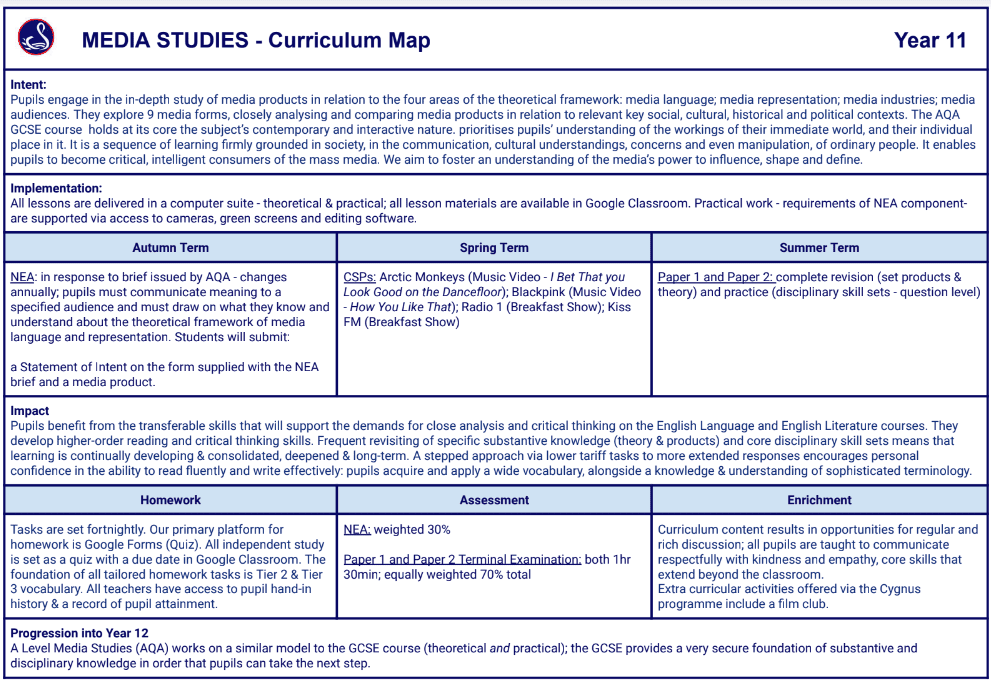 MEDIA STUDIES - Curriculum Map
Year 11
Intent:
Pupils engage in the in-depth study of media products in relation to the four areas of the theoretical framework: media language; media representation; media industries; media
audiences. They explore 9 media forms, closely analysing and comparing media products in relation to relevant key social, cultural, historical and political contexts. The AQA
GCSE course holds at its core the subject's contemporary and interactive nature. prioritises pupils' understanding of the workings of their immediate world, and their individual
place in it. It is a sequence of learning firmly grounded in society, in the communication, cultural understandings, concerns and even manipulation, of ordinary people. It enables
pupils to become critical, intelligent consumers of the mass media. We aim to foster an understanding of the media's power to influence, shape and define.
Implementation:
All lessons are delivered in a computer suite - theoretical & practical; all lesson materials are available in Google Classroom. Practical work - requirements of NEA component-
are supported via access to cameras, green screens and editing software.
Autumn Term
NEA: in response to brief issued by AQA - changes
annually; pupils must communicate meaning to a
specified audience and must draw on what they know and
understand about the theoretical framework of media
language and representation. Students will submit:
a Statement of Intent on the form supplied with the NEA
brief and a media product.
Spring Term
CSPs: Arctic Monkeys (Music Video - I Bet That you
Look Good on the Dancefloor); Blackpink (Music Video
- How You Like That); Radio 1 (Breakfast Show); Kiss
FM (Breakfast Show)
Summer Term
Paper 1 and Paper 2: complete revision (set products &
theory) and practice (disciplinary skill sets - question level)
Impact
Pupils benefit from the transferable skills that will support the demands for close analysis and critical thinking on the English Language and English Literature courses. They
develop higher-order reading and critical thinking skills. Frequent revisiting of specific substantive knowledge (theory & products) and core disciplinary skill sets means that
learning is continually developing & consolidated, deepened & long-term. A stepped approach via lower tariff tasks to more extended responses encourages personal
confidence in the ability to read fluently and write effectively: pupils acquire and apply a wide vocabulary, alongside a knowledge & understanding of sophisticated terminology.
Homework
Tasks are set fortnightly. Our primary platform for
homework is Google Forms (Quiz). All independent study
is set as a quiz with a due date in Google Classroom. The
foundation of all tailored homework tasks is Tier 2 & Tier
3 vocabulary. All teachers have access to pupil hand-in
history & a record of pupil attainment.
Assessment
NEA: weighted 30%
Paper 1 and Paper 2 Terminal Examination: both 1hr
30min; equally weighted 70% total
Enrichment
Curriculum content results in opportunities for regular and
rich discussion; all pupils are taught to communicate
respectfully with kindness and empathy, core skills that
extend beyond the classroom.
Extra curricular activities offered via the Cygnus
programme include a film club.
Progression into Year 12
A Level Media Studies (AQA) works on a similar model to the GCSE course (theoretical and practical); the GCSE provides a very secure foundation of substantive and
disciplinary knowledge in order that pupils can take the next step.